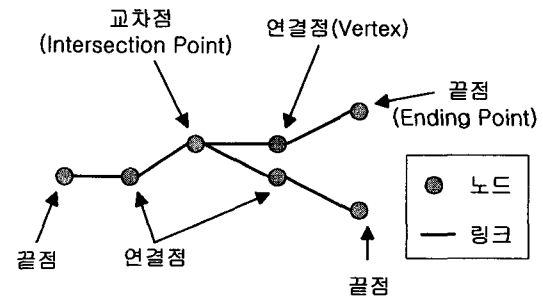 교차점
(Intersection Point)
연결점(Vertex)
끝점
(Ending Point)
노드
링크
끝점
연결점
끝점